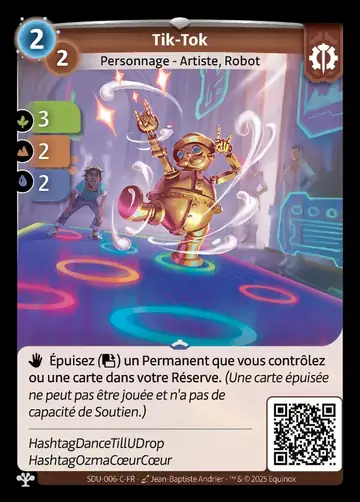 2
2
Tik-Tok
Personnage - Artiste, Robot
3
2
2
Épuisez () un Permanent que vous contrôlez
ou une carte dans votre Réserve. (Une carte épuisée
ne peut pas être jouée et n'a pas de
capacité de Soutien.)
HashtagDanceTillUDrop
HashtagOzmaCœurCœur
SDU-006-C-FR - Jean-Baptiste Andrier - ™ & © 2025 Equinox